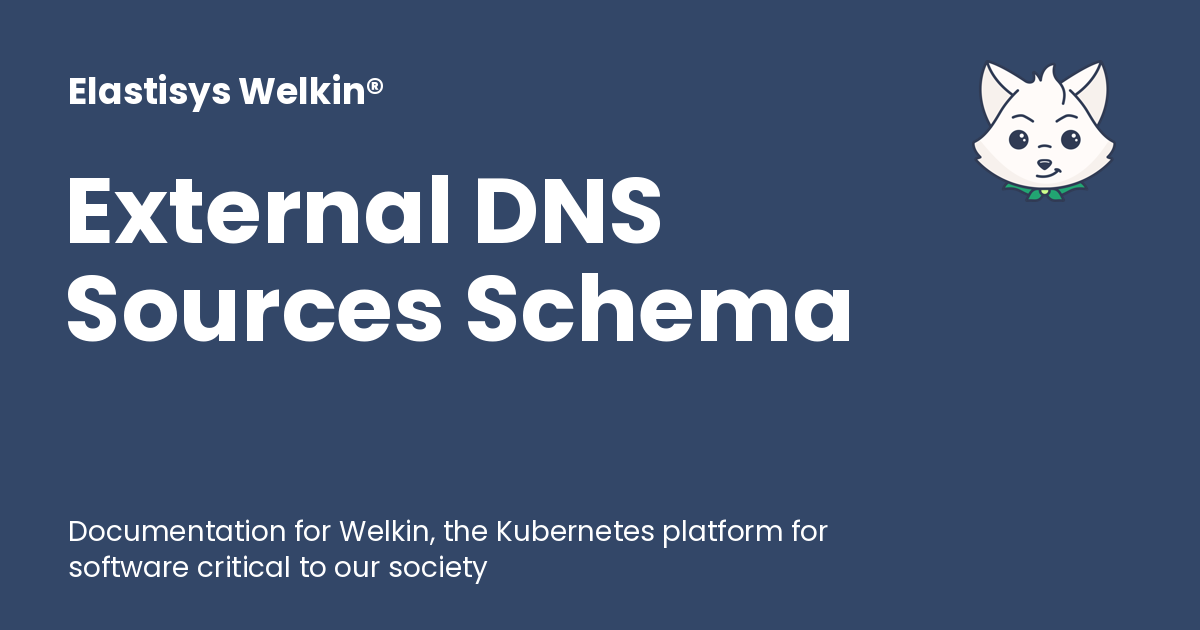 Elastisys Welkin®
External DNS
Sources Schema
Documentation for Welkin, the Kubernetes platform for
software critical to our society